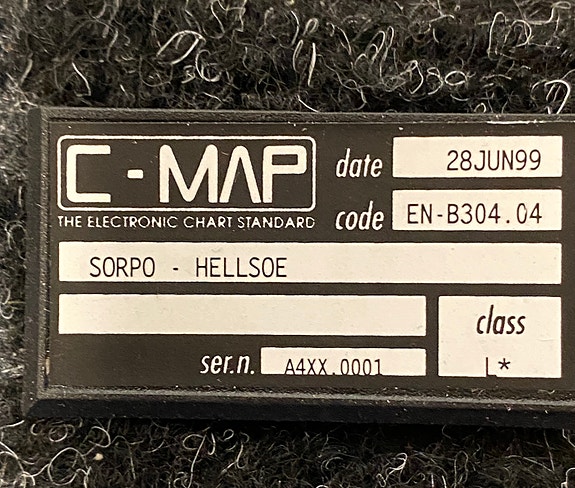 C-MAP
THE ELECTRONIC CHART STANDARD
date 28JUN99
code EN-B304.04
SORPO - HELLSOE
class
L*
ser.n. A4XX.0001